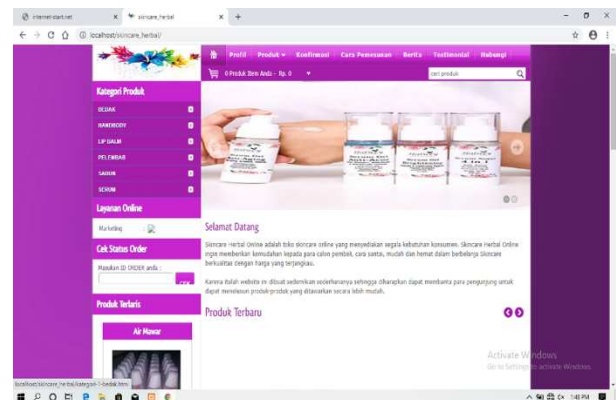 internet-start.net
skincare_herbal
localhost/skincare_herbal/
Profil Produk Konfirmasi Cara Pemesanan Berita Testimonial Hubungi
0 Produk Item Anda - Rp. 0
cari produk
Kategori Produk
BEDAK
HANDBODY
LIP BALM
PELEMBAB
SABUN
SERUM
Layanan Online
Marketing :
Cek Status Order
Masukan ID ORDER anda :
CEK
Produk Terlaris
Air Mawar
Selamat Datang
Skincare Herbal Online adalah toko skincare online yang menyediakan segala kebutuhan konsumen. Skincare Herbal Online
ingin memberikan kemudahan kepada para calon pembeli, cara santai, mudah dan hemat dalam berbelanja Skincare
berkualitas dengan harga yang terjangkau.
Karena itulah website ini dibuat sedemikian sederhananya sehingga diharapkan dapat membantu para pengunjung untuk
dapat menelusuri produk-produk yang ditawarkan secara lebih mudah.
Produk Terbaru
Activate Windows
Go to Settings to activate Windows.
localhost/skincare_herbal/kategori-1-bedak.html
1:41 PM